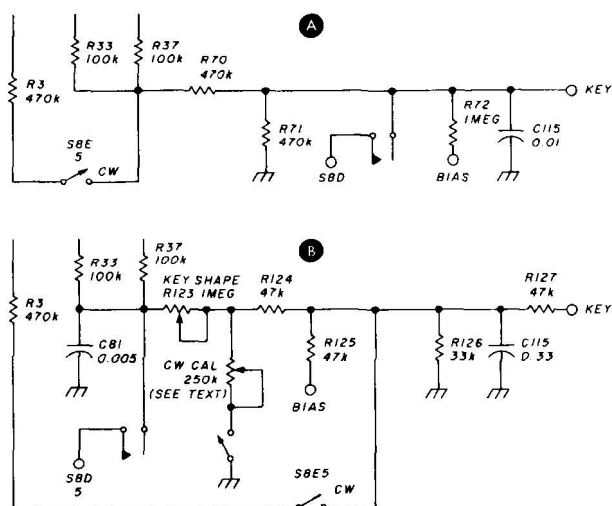 A
R33
100k
R37
100k
R70
470k
R3
470k
R71
470k
R72
1MEG
C115
0.01
KEY
S8E
5
CW
S8D
BIAS
B
R33
100k
R37
100k
KEY SHAPE
R123 1MEG
R124
47k
R127
47k
KEY
R3
470k
C81
0.005
CW CAL
250k
(SEE TEXT)
R125
47k
R126
33k
C115
0.33
BIAS
S8D
5
S8E5
CW